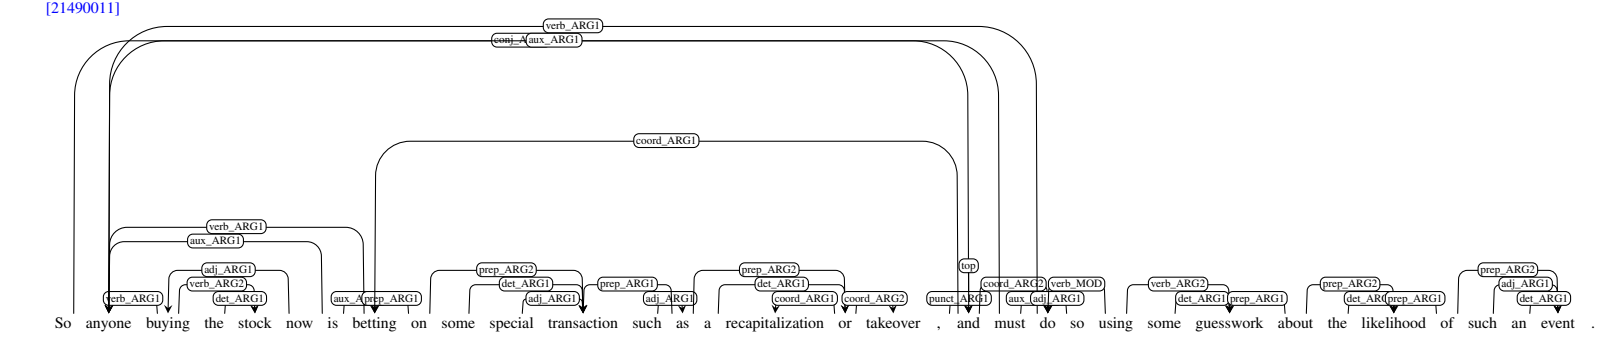 [21490011]
verb_ARG1
conj_A aux_ARG1
coord_ARG1
verb_ARG1
aux_ARG1
top
adj_ARG1 prep_ARG2 prep_ARG2 prep_ARG2
verb_ARG2 det_ARG1 prep_ARG1 det_ARG1 coord_ARG2 verb_MOD verb_ARG2 prep_ARG2 adj_ARG1
verb_ARG1 det_ARG1 aux_A prep_ARG1 adj_ARG1 adj_ARG1 coord_ARG1 coord_ARG2 punct_ARG1 aux_ adj_ARG1 det_ARG1 prep_ARG1 det_ARG prep_ARG1 det_ARG1
So anyone buying the stock now is betting on some special transaction such as a recapitalization or takeover , and must do so using some guesswork about the likelihood of such an event .